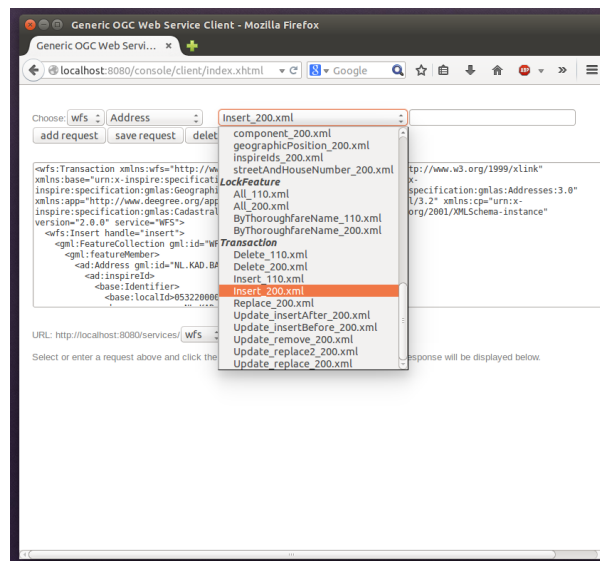 Generic OGC Web Service Client - Mozilla Firefox
Generic OGC Web Servi... ×
localhost:8080/console/client/index.xhtml
Google
ABP
Choose: wfs Address Insert_200.xml
add request save request delet
component_200.xml
geographicPosition_200.xml
inspireIds_200.xml
streetAndHouseNumber_200.xml
LockFeature
All_110.xml
All_200.xml
ByThoroughfareName_110.xml
ByThoroughfareName_200.xml
Transaction
Delete_110.xml
Delete_200.xml
Insert_110.xml
Insert_200.xml
Replace_200.xml
Update_insertAfter_200.xml
Update_insertBefore_200.xml
Update_remove_200.xml
Update_replace2_200.xml
Update_replace_200.xml
<wfs:Transaction xmlns:wfs="http://ww tp://www.w3.org/1999/xlink"
xmlns:base="urn:x-inspire:specificati x-
inspire:specification:gmlas:Geographi specification:gmlas:Addresses:3.0"
xmlns:app="http://www.deegree.org/app l/3.2" xmlns:cp="urn:x-
inspire:specification:gmlas:Cadastral org/2001/XMLSchema-instance"
version="2.0.0" service="WFS">
<wfs:Insert handle="insert">
<gml:FeatureCollection gml:id="WF
<gml:featureMember>
<ad:Address gml:id="NL.KAD.BA
<ad:inspireId>
<base:Identifier>
<base:localId>053220000
URL: http://localhost:8080/services/ wfs
Select or enter a request above and click the esponse will be displayed below.